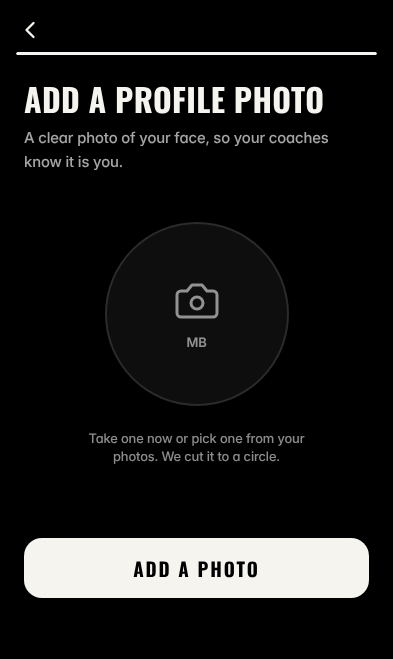 ADD A PROFILE PHOTO
A clear photo of your face, so your coaches
know it is you.
MB
Take one now or pick one from your
photos. We cut it to a circle.
ADD A PHOTO